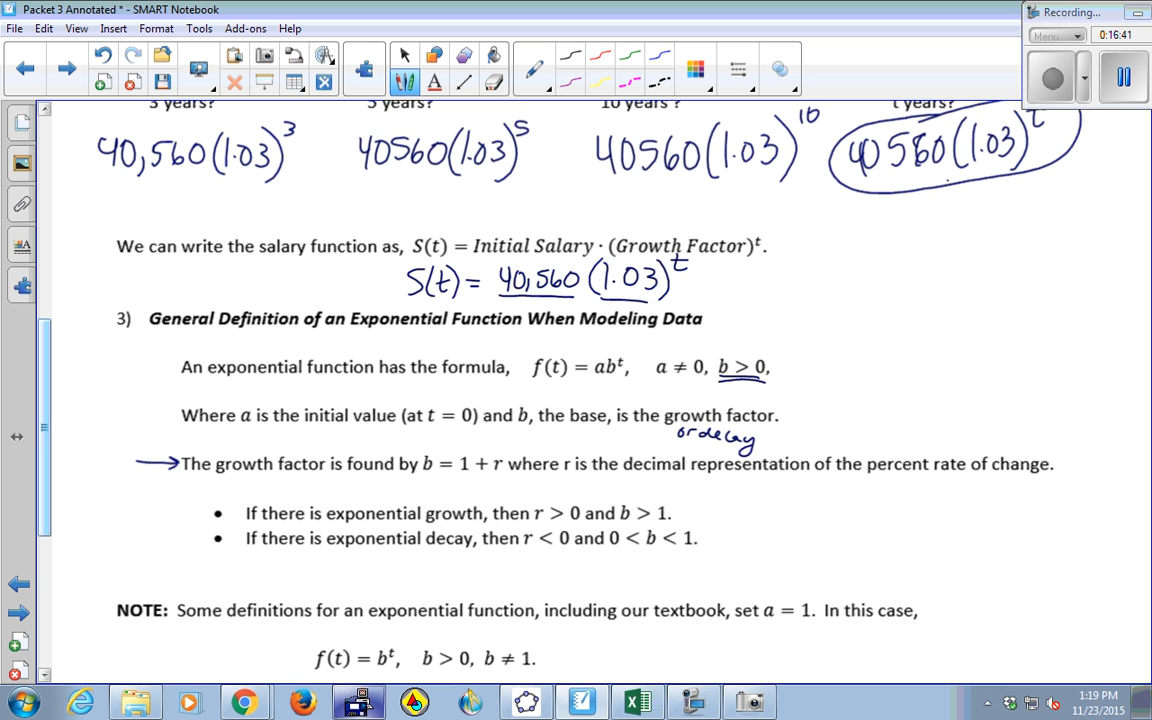 Packet 3 Annotated * - SMART Notebook
Recording...
File Edit View Insert Format Tools Add-ons Help
Menu
00:16:41
3 years? 5 years? 10 years ? t years?
40,560(1.03)^3 40560(1.03)^5 40560(1.03)^10 40560(1.03)^t
We can write the salary function as, S(t) = Initial Salary · (Growth Factor)^t.
S(t) = 40,560 (1.03)^t
3) General Definition of an Exponential Function When Modeling Data
An exponential function has the formula, f(t) = ab^t, a ≠ 0, b > 0,
Where a is the initial value (at t = 0) and b, the base, is the growth factor.
or decay
The growth factor is found by b = 1 + r where r is the decimal representation of the percent rate of change.
• If there is exponential growth, then r > 0 and b > 1.
• If there is exponential decay, then r < 0 and 0 < b < 1.
NOTE: Some definitions for an exponential function, including our textbook, set a = 1. In this case,
f(t) = b^t, b > 0, b ≠ 1.
1:19 PM
11/23/2015